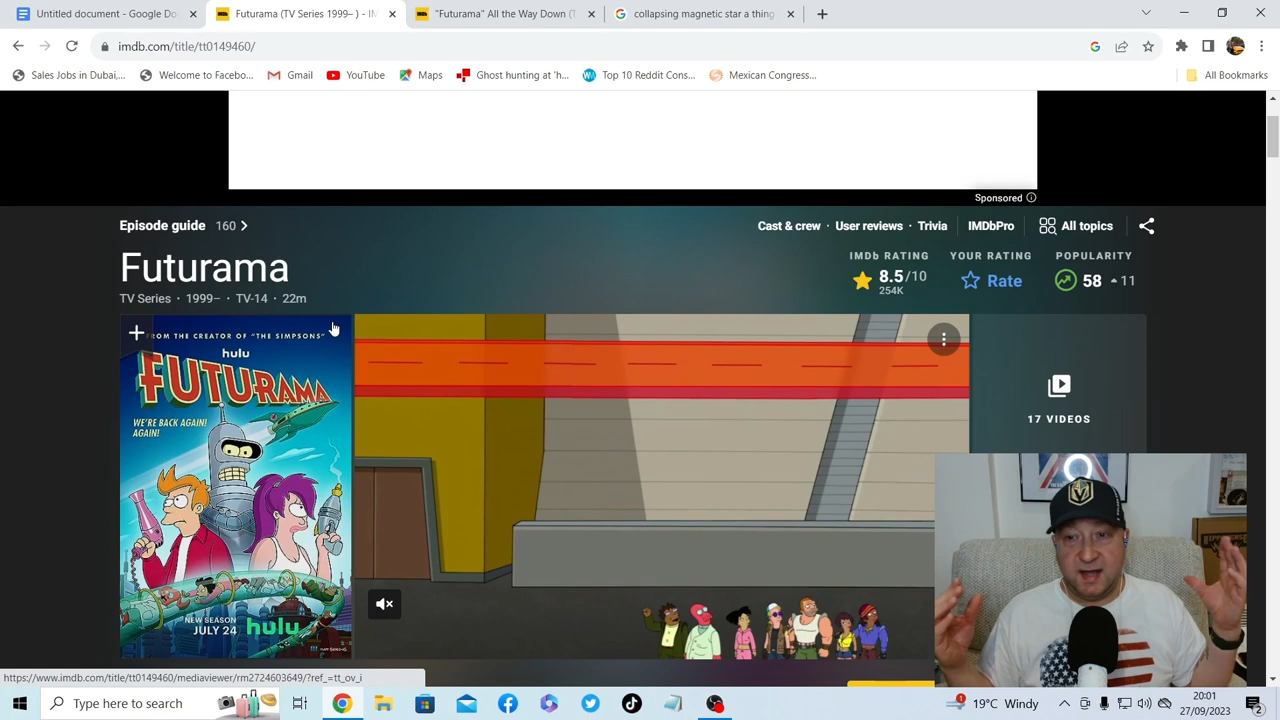 Untitled document - Google Do
Futurama (TV Series 1999– ) - IM
"Futurama" All the Way Down (T
collapsing magnetic star a thing
imdb.com/title/tt0149460/
Sales Jobs in Dubai,...
Welcome to Facebo...
Gmail
YouTube
Maps
Ghost hunting at 'h...
Top 10 Reddit Cons...
Mexican Congress...
All Bookmarks
Sponsored
Episode guide 160
Cast & crew · User reviews · Trivia
IMDbPro
All topics
Futurama
TV Series · 1999– · TV-14 · 22m
IMDb RATING
8.5/10
254K
YOUR RATING
Rate
POPULARITY
58
11
FROM THE CREATOR OF "THE SIMPSONS"
hulu
FUTURAMA
WE'RE BACK AGAIN!
AGAIN!
NEW SEASON
JULY 24
hulu
17 VIDEOS
https://www.imdb.com/title/tt0149460/mediaviewer/rm2724603649/?ref_=tt_ov_i
Type here to search
1
19°C Windy
20:01
27/09/2023
2